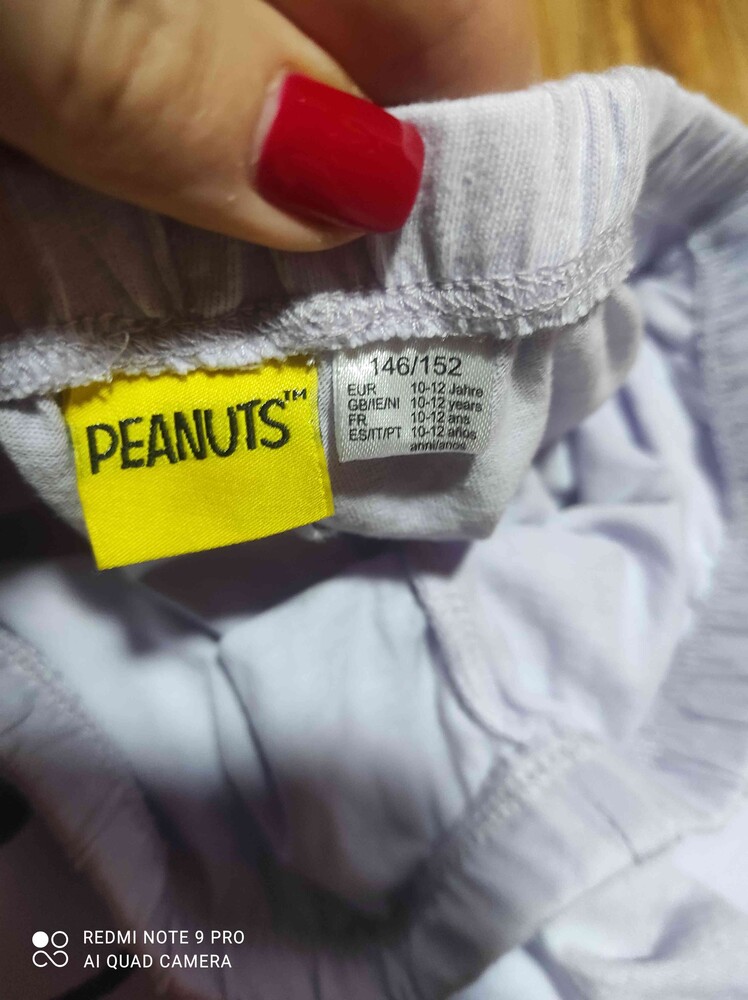 PEANUTS™
146/152
EUR 10-12 Jahre
GB/IE/NI 10-12 years
FR 10-12 ans
ES/IT/PT 10-12 años
anni/anos
REDMI NOTE 9 PRO
AI QUAD CAMERA